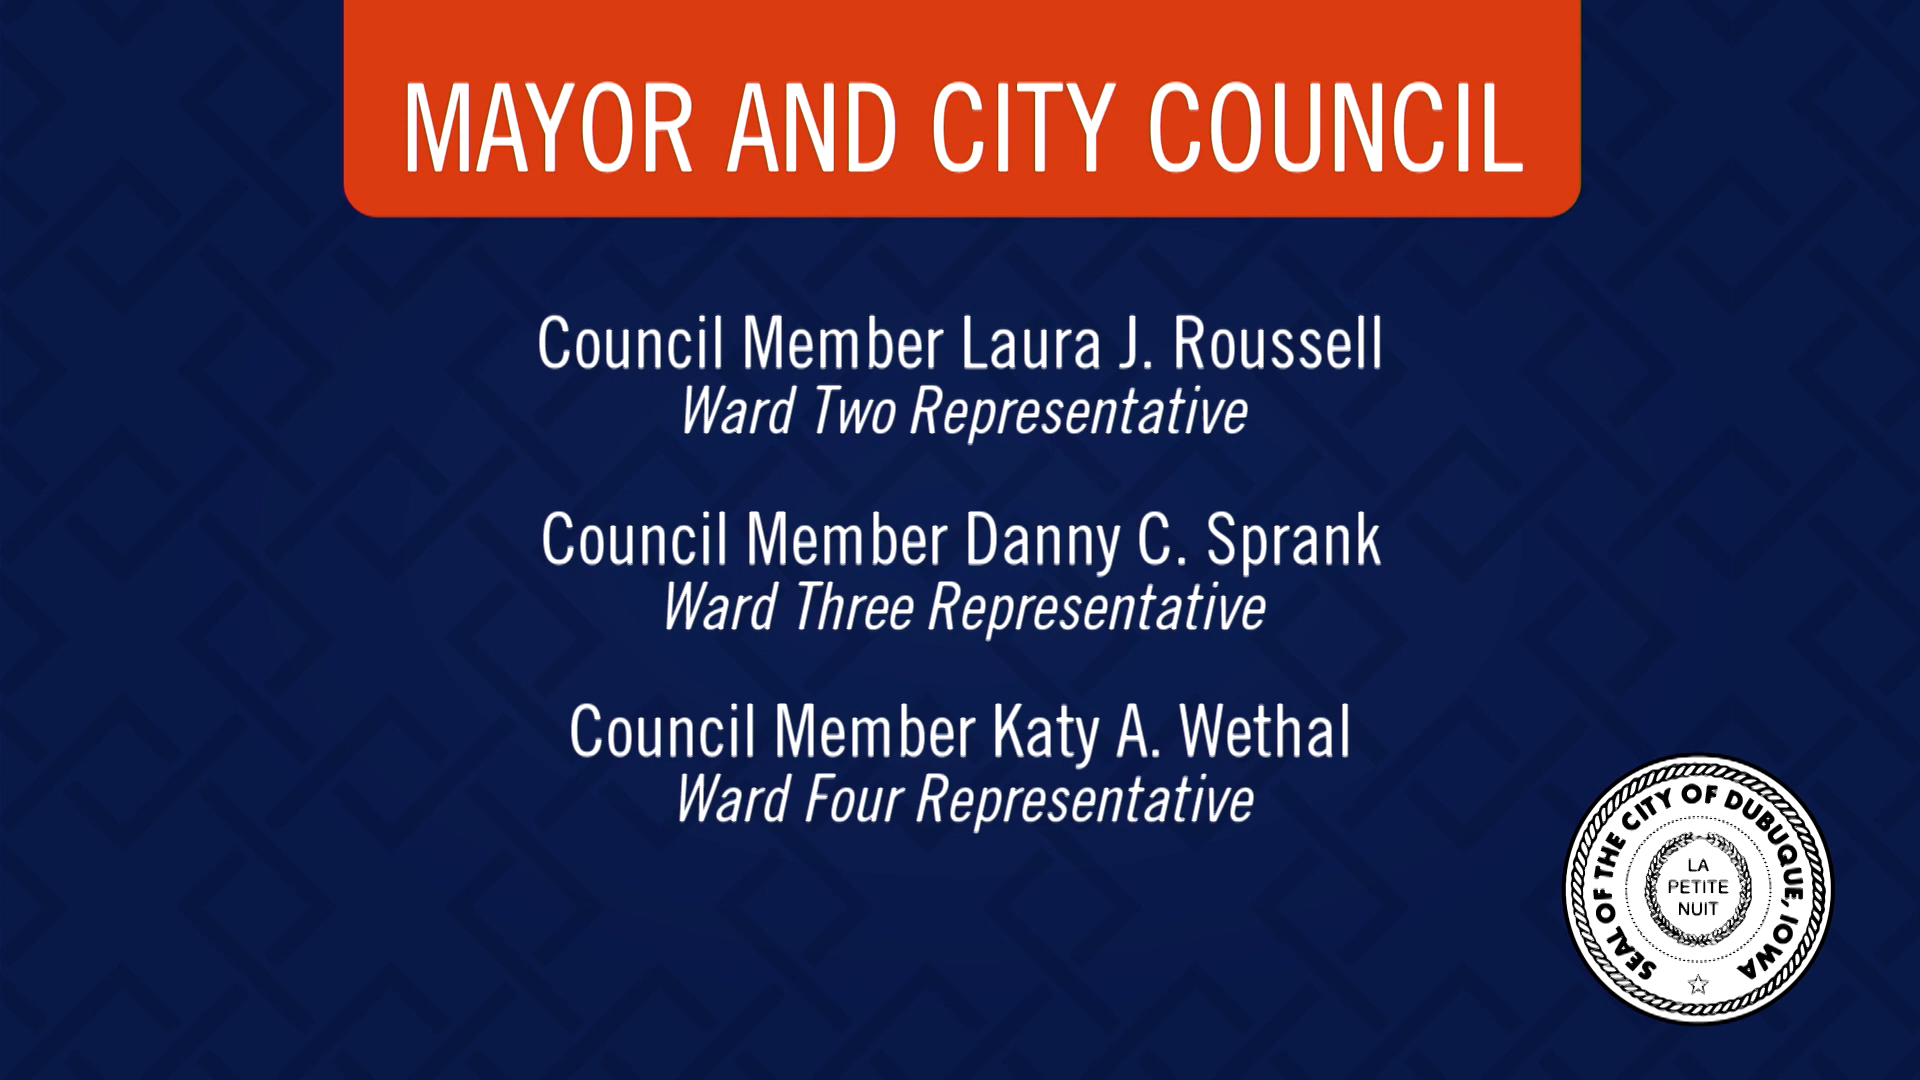 MAYOR AND CITY COUNCIL
Council Member Laura J. Roussell
Ward Two Representative
Council Member Danny C. Sprank
Ward Three Representative
Council Member Katy A. Wethal
Ward Four Representative
SEAL OF THE CITY OF DUBUQUE, IOWA
LA
PETITE
NUIT